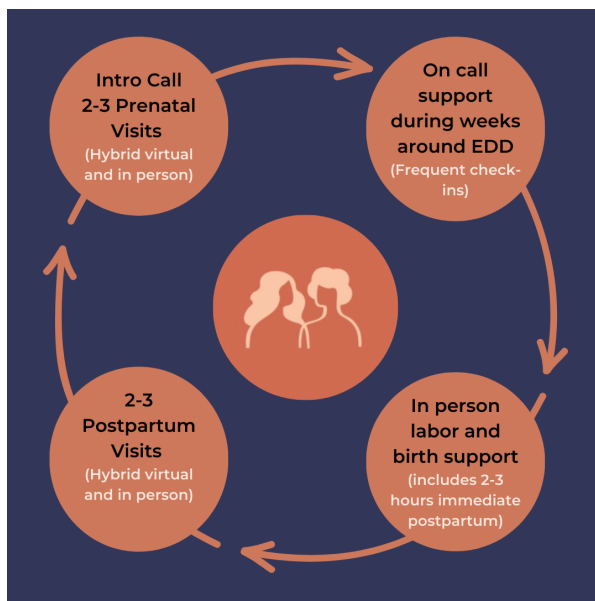 Intro Call
2-3 Prenatal
Visits
(Hybrid virtual
and in person)
On call
support
during weeks
around EDD
(Frequent check-
ins)
In person
labor and
birth support
(includes 2-3
hours immediate
postpartum)
2-3
Postpartum
Visits
(Hybrid virtual
and in person)